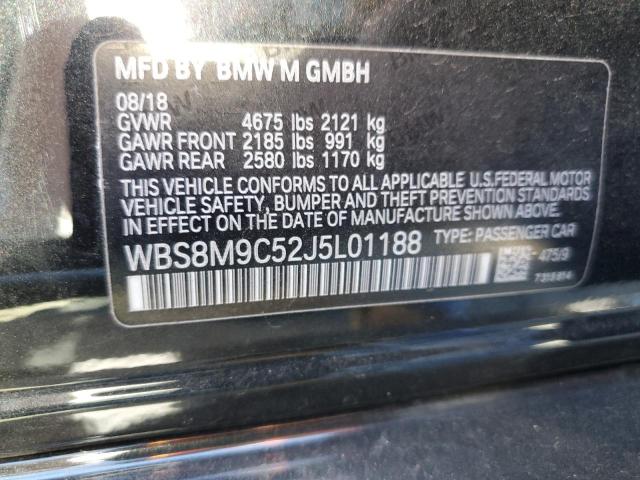 MFD BY BMW M GMBH
08/18
GVWR 4675 lbs 2121 kg
GAWR FRONT 2185 lbs 991 kg
GAWR REAR 2580 lbs 1170 kg
THIS VEHICLE CONFORMS TO ALL APPLICABLE U.S.FEDERAL MOTOR
VEHICLE SAFETY, BUMPER AND THEFT PREVENTION STANDARDS
IN EFFECT ON THE DATE OF MANUFACTURE SHOWN ABOVE.
WBS8M9C52J5L01188 TYPE: PASSENGER CAR
475/9